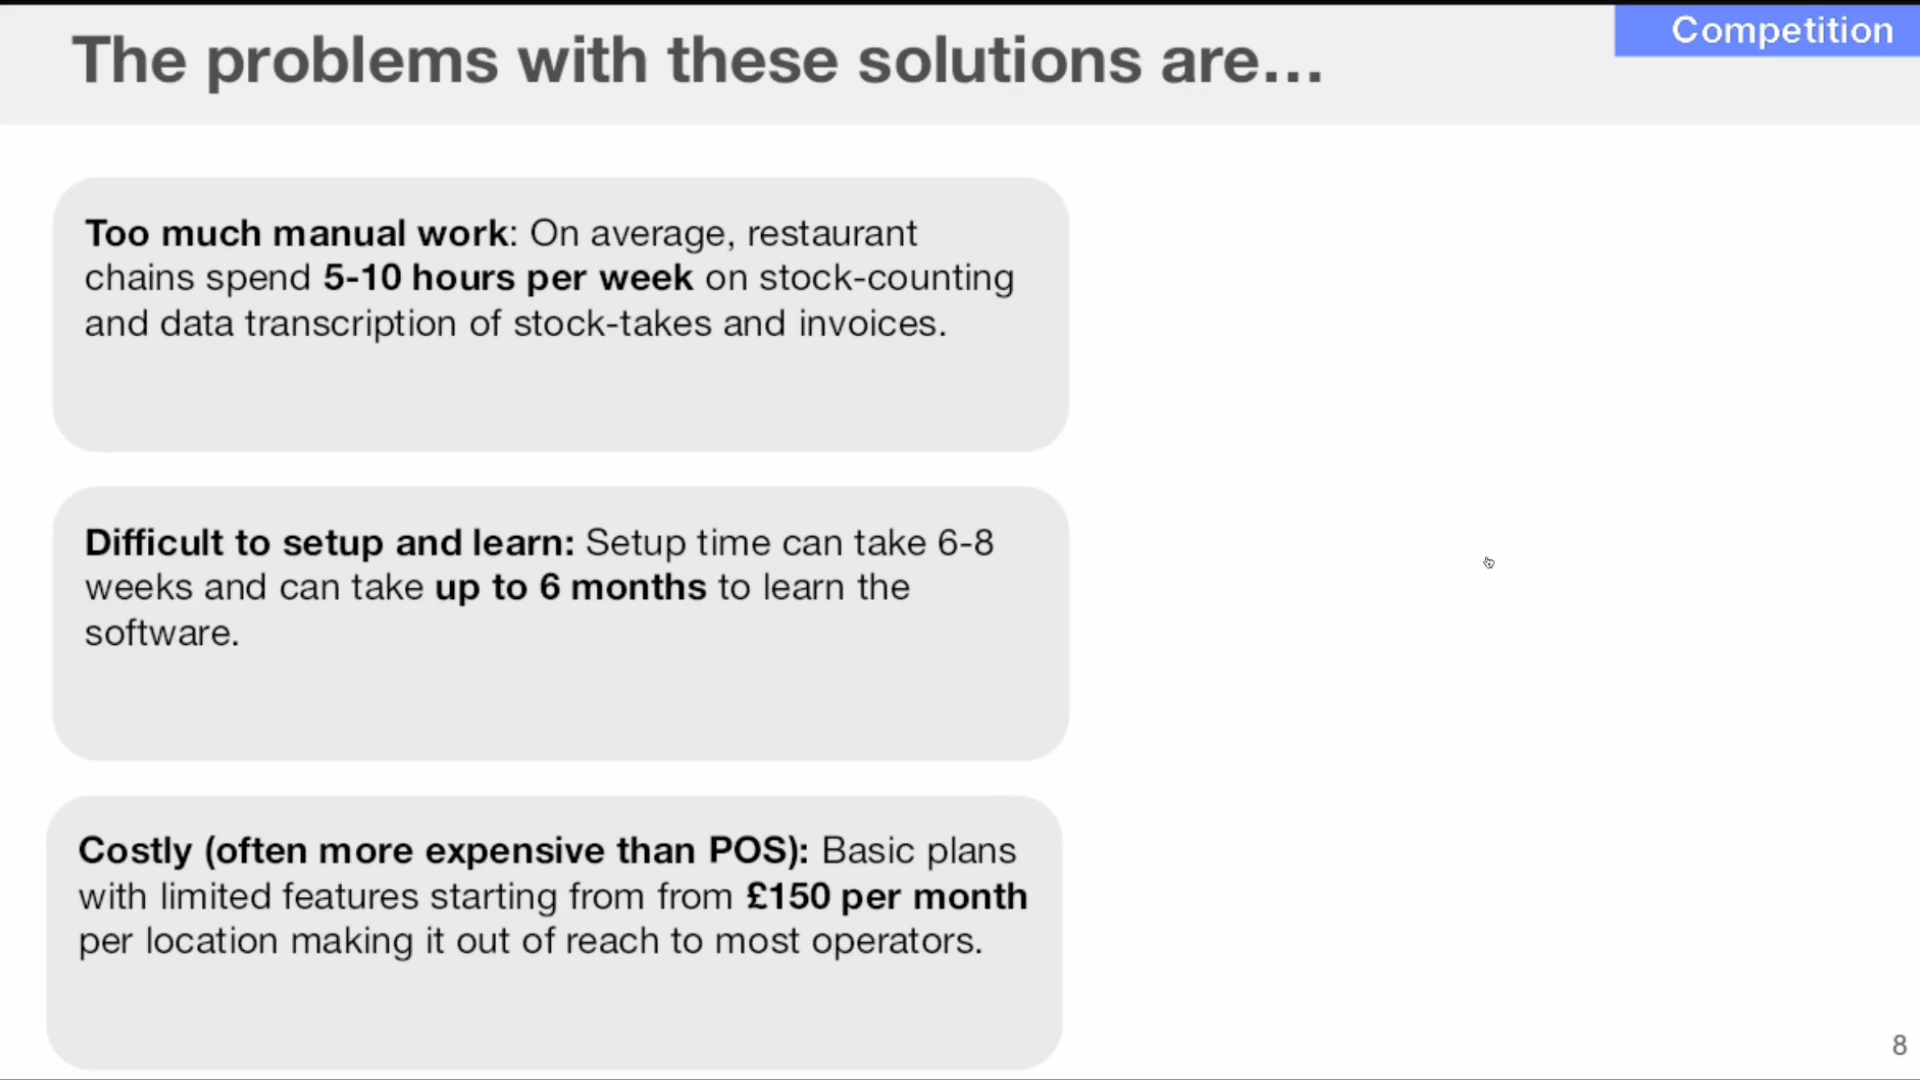 Competition
The problems with these solutions are...
Too much manual work: On average, restaurant
chains spend 5-10 hours per week on stock-counting
and data transcription of stock-takes and invoices.
Difficult to setup and learn: Setup time can take 6-8
weeks and can take up to 6 months to learn the
software.
Costly (often more expensive than POS): Basic plans
with limited features starting from from £150 per month
per location making it out of reach to most operators.
8